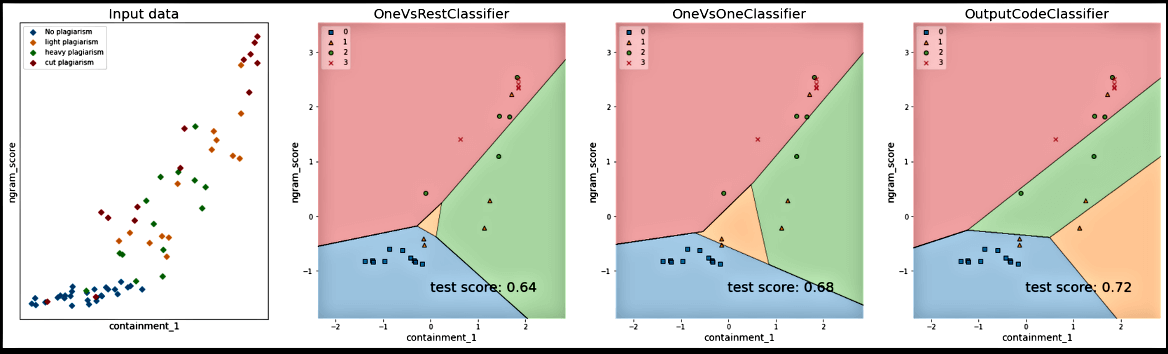 Input data
No plagiarism
light plagiarism
heavy plagiarism
cut plagiarism
ngram_score
containment_1
OneVsRestClassifier
0
1
2
3
3
2
1
0
−1
ngram_score
test score: 0.64
−2 −1 0 1 2
containment_1
OneVsOneClassifier
0
1
2
3
3
2
1
0
−1
ngram_score
test score: 0.68
−2 −1 0 1 2
containment_1
OutputCodeClassifier
0
1
2
3
3
2
1
0
−1
ngram_score
test score: 0.72
−2 −1 0 1 2
containment_1